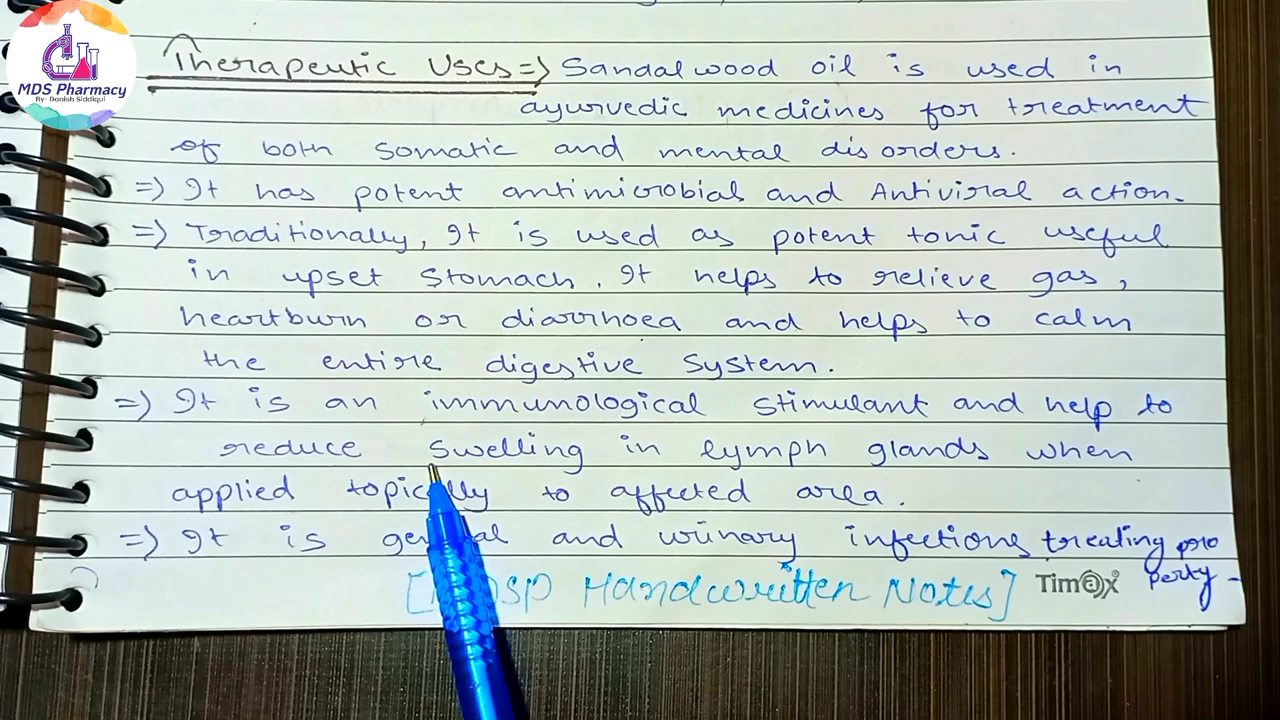 MDS Pharmacy
By- Danish Siddiqui
Therapeutic Uses => Sandalwood oil is used in
ayurvedic medicines for treatment
of both somatic and mental disorders.
=> It has potent antimicrobial and Antiviral action.
=> Traditionally, It is used as potent tonic useful
in upset stomach. It helps to relieve gas,
heartburn or diarrhoea and helps to calm
the entire digestive system.
=> It is an immunological stimulant and help to
reduce swelling in lymph glands when
applied topically to affected area.
=> It is and urinary infections treating pro
perty -
Handwritten Notes]
Timex